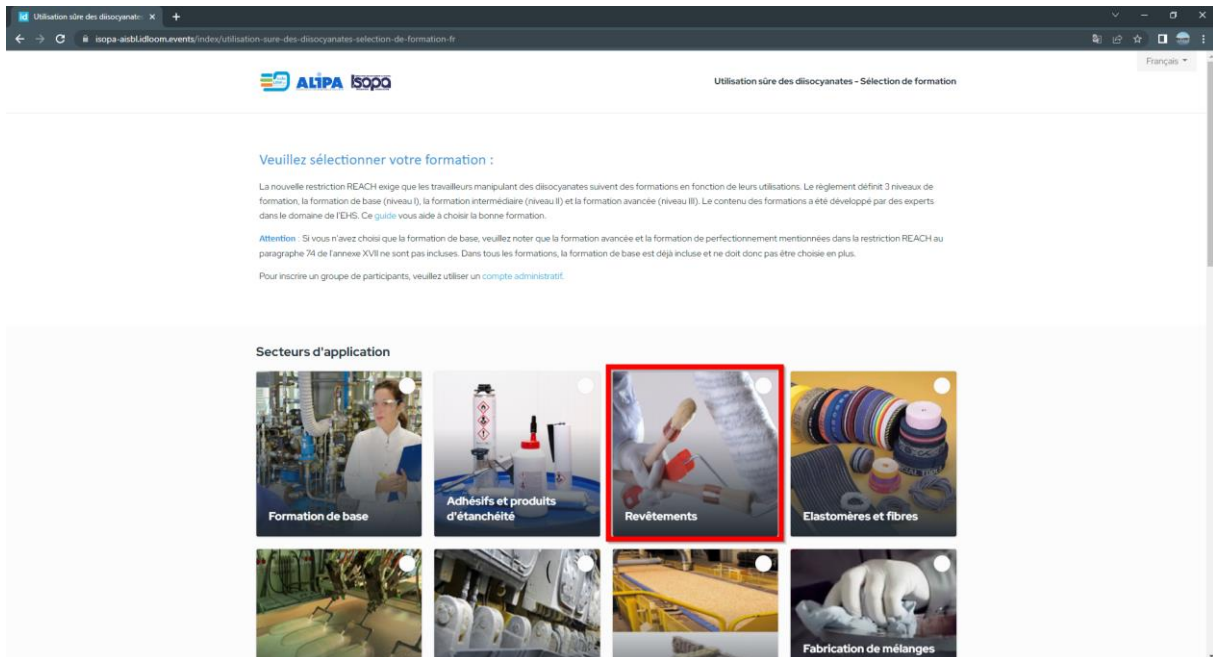 Utilisation sûre des diisocyanate
isopa-aisbl.idloom.events/index/utilisation-sure-des-diisocyanates-selection-de-formation-fr
Français
ALIPA isopa
Utilisation sûre des diisocyanates - Sélection de formation
Veuillez sélectionner votre formation :
La nouvelle restriction REACH exige que les travailleurs manipulant des diisocyanates suivent des formations en fonction de leurs utilisations. Le règlement définit 3 niveaux de
formation, la formation de base (niveau I), la formation intermédiaire (niveau II) et la formation avancée (niveau III). Le contenu des formations a été développé par des experts
dans le domaine de l'EHS. Ce guide vous aide à choisir la bonne formation.
Attention : Si vous n'avez choisi que la formation de base, veuillez noter que la formation avancée et la formation de perfectionnement mentionnées dans la restriction REACH au
paragraphe 74 de l'annexe XVII ne sont pas incluses. Dans tous les formations, la formation de base est déjà incluse et ne doit donc pas être choisie en plus.
Pour inscrire un groupe de participants, veuillez utiliser un compte administratif.
Secteurs d'application
Formation de base
Adhésifs et produits
d'étanchéité
Revêtements
Elastomères et fibres
Fabrication de mélanges